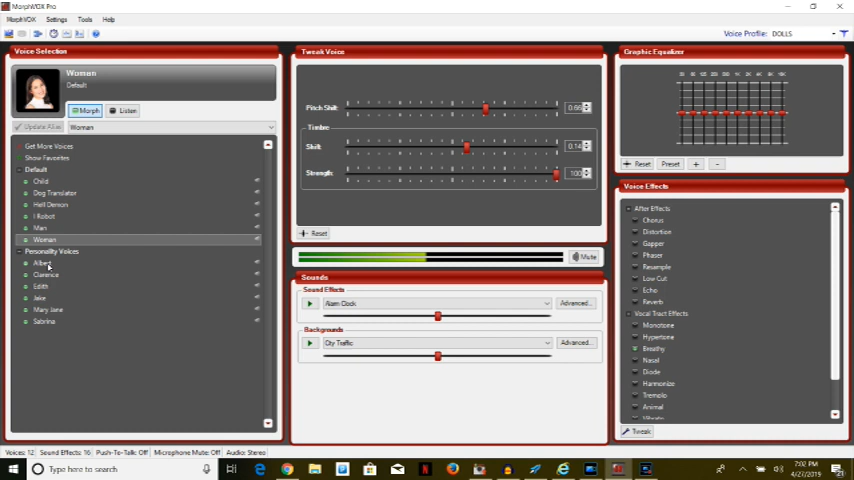 MorphVOX Pro
MorphVOX Settings Tools Help
Voice Profile: DOLLS
Voice Selection
Woman
Default
Morph Listen
Update Alias Woman
Get More Voices
Show Favorites
Default
Child
Dog Translator
Hell Demon
I Robot
Man
Woman
Personality Voices
Albert
Clarence
Edith
Jake
Mary Jane
Sabrina
Tweak Voice
Pitch Shift: 0.66
Timbre
Shift: 0.14
Strength: 100
Reset
Mute
Sounds
Sound Effects:
Alarm Clock Advanced...
Backgrounds:
City Traffic Advanced...
Graphic Equalizer
Reset Preset + -
Voice Effects
After Effects
Chorus
Distortion
Gapper
Phaser
Resample
Low Cut
Echo
Reverb
Vocal Tract Effects
Monotone
Hypertone
Breathy
Nasal
Diode
Harmonize
Tremolo
Animal
Vibrato
Tweak
Voices: 12 Sound Effects: 16 Push-To-Talk: Off Microphone Mute: Off Audio: Stereo
Type here to search
7:02 PM
4/27/2019
21